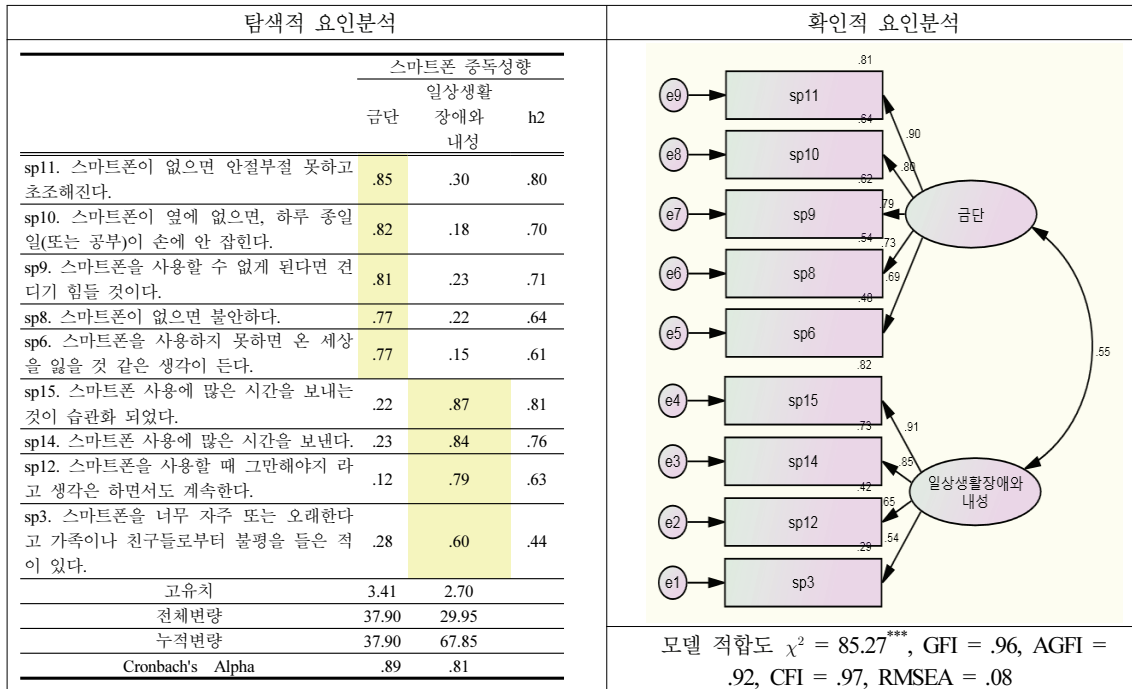 탐색적 요인분석
스마트폰 중독성향
금단
일상생활
장애와
내성
h2
sp11. 스마트폰이 없으면 안절부절 못하고
초조해진다.
.85 .30 .80
sp10. 스마트폰이 옆에 없으면, 하루 종일
일(또는 공부)이 손에 안 잡힌다.
.82 .18 .70
sp9. 스마트폰을 사용할 수 없게 된다면 견
디기 힘들 것이다.
.81 .23 .71
sp8. 스마트폰이 없으면 불안하다. .77 .22 .64
sp6. 스마트폰을 사용하지 못하면 온 세상
을 잃을 것 같은 생각이 든다.
.77 .15 .61
sp15. 스마트폰 사용에 많은 시간을 보내는
것이 습관화 되었다.
.22 .87 .81
sp14. 스마트폰 사용에 많은 시간을 보낸다. .23 .84 .76
sp12. 스마트폰을 사용할 때 그만해야지 라
고 생각은 하면서도 계속한다.
.12 .79 .63
sp3. 스마트폰을 너무 자주 또는 오래한다
고 가족이나 친구들로부터 불평을 들은 적
이 있다.
.28 .60 .44
고유치 3.41 2.70
전체변량 37.90 29.95
누적변량 37.90 67.85
Cronbach's Alpha .89 .81
확인적 요인분석
.81
e9 sp11
.64
.90
e8 sp10
.80
.62
e7 sp9
.79
금단
.54
.73
e6 sp8
.69
.48
e5 sp6
.55
.82
e4 sp15
.91
.73
e3 sp14
.85
일상생활장애와
내성
.42
.65
e2 sp12
.54
.29
e1 sp3
모델 적합도 χ² = 85.27***, GFI = .96, AGFI =
.92, CFI = .97, RMSEA = .08